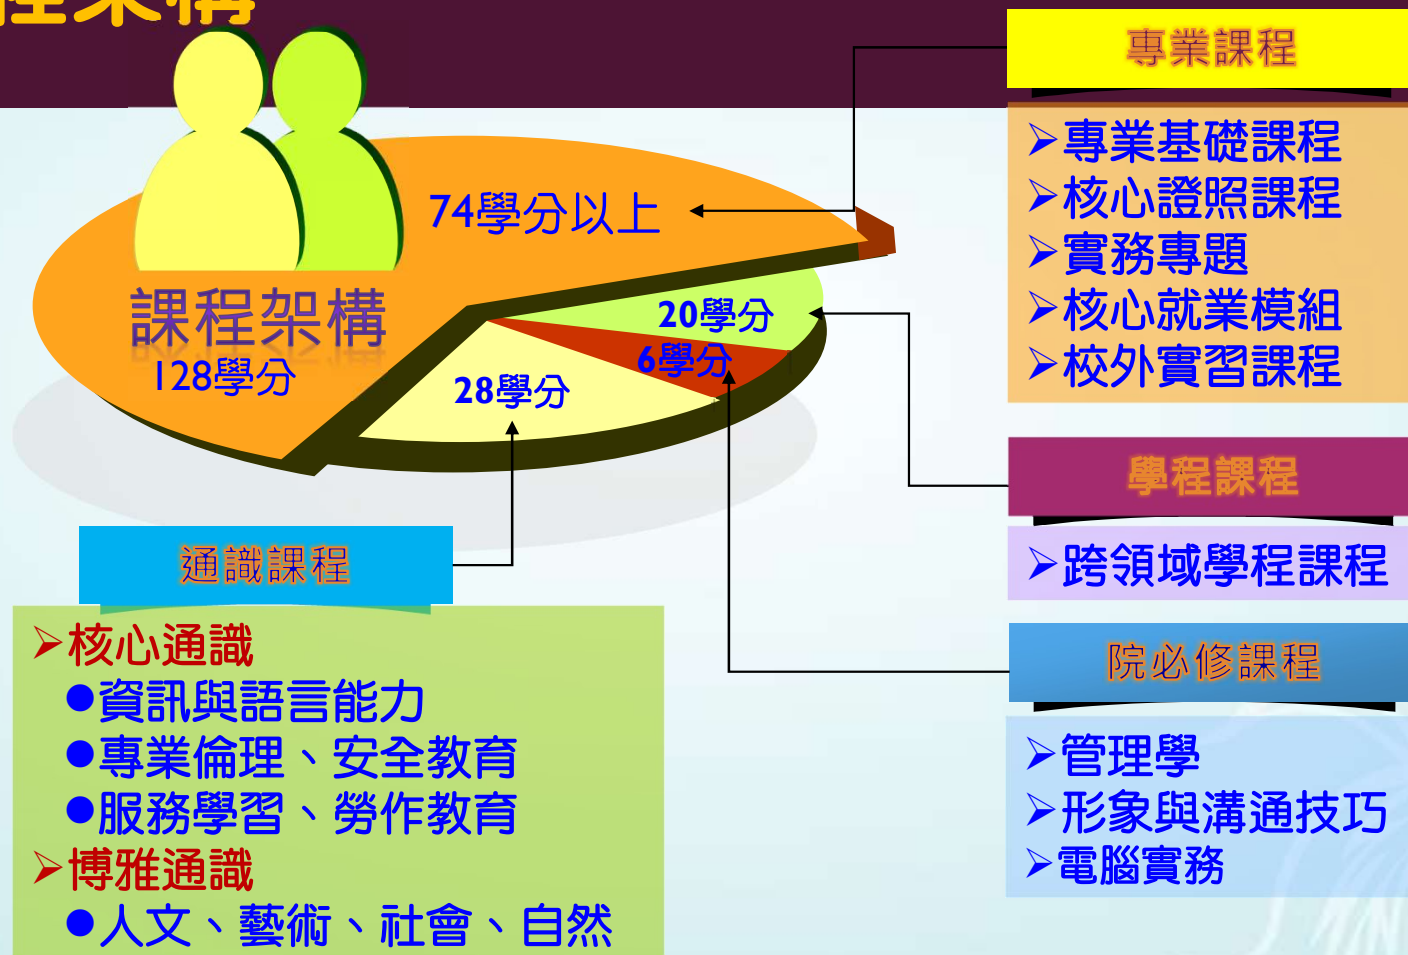 程架構
專業課程
➢專業基礎課程
➢核心證照課程
➢實務專題
➢核心就業模組
➢校外實習課程
74學分以上
課程架構
128學分
20學分
6學分
28學分
學程課程
➢跨領域學程課程
通識課程
➢核心通識
●資訊與語言能力
●專業倫理、安全教育
●服務學習、勞作教育
➢博雅通識
●人文、藝術、社會、自然
院必修課程
➢管理學
➢形象與溝通技巧
➢電腦實務